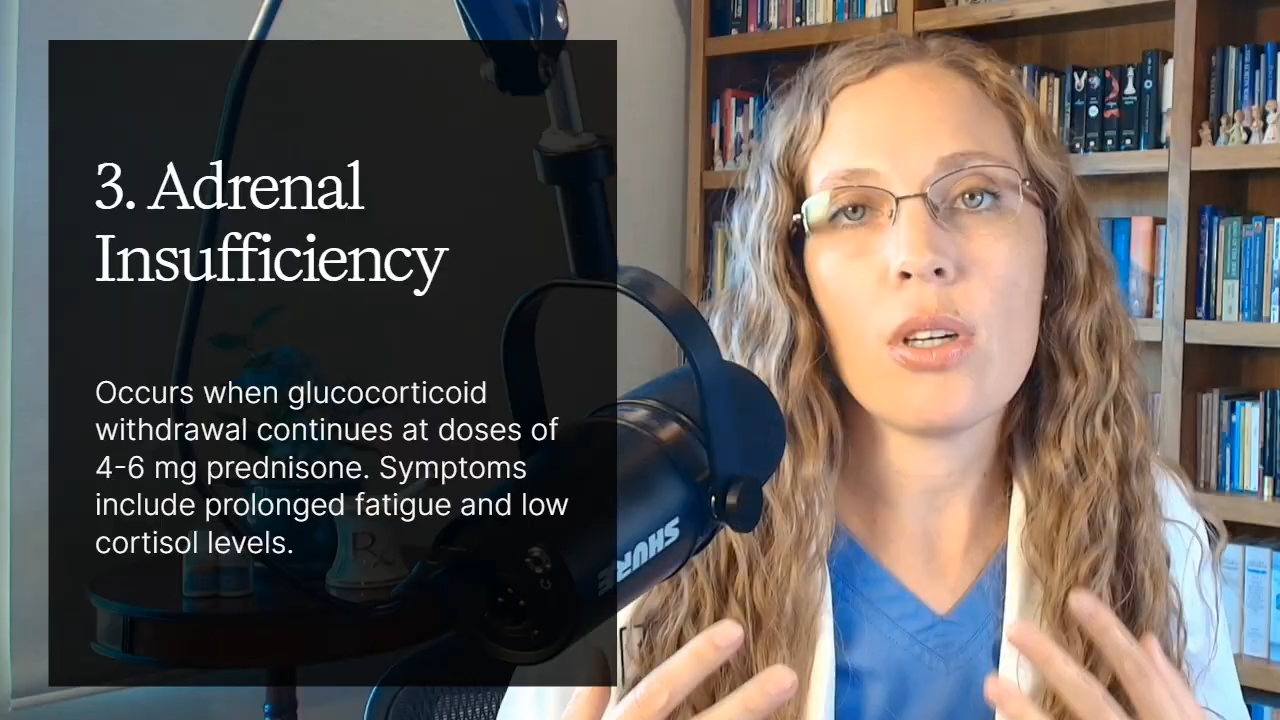 3. Adrenal
Insufficiency
Occurs when glucocorticoid
withdrawal continues at doses of
4-6 mg prednisone. Symptoms
include prolonged fatigue and low
cortisol levels.
SHURE
Rx